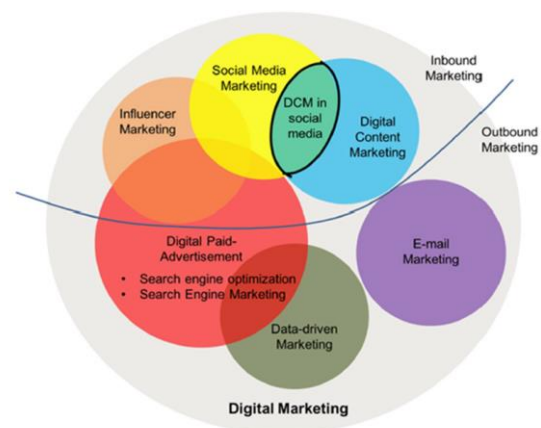 Social Media
Marketing
Inbound
Marketing
DCM in
social
media
Influencer
Marketing
Digital
Content
Marketing
Outbound
Marketing
Digital Paid-
Advertisement
• Search engine optimization
• Search Engine Marketing
E-mail
Marketing
Data-driven
Marketing
Digital Marketing